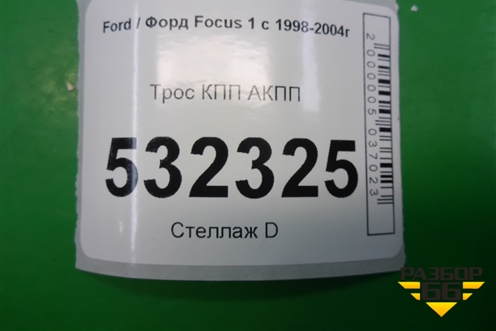 Ford / Форд Focus 1 с 1998-2004г
Трос КПП АКПП
532325
Стеллаж D
2000005037023
РАЗБОР
66